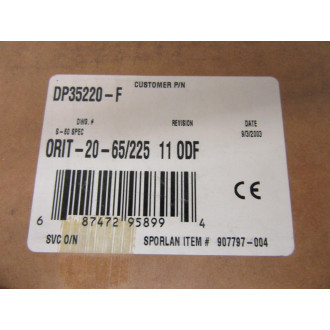 CUSTOMER P/N
DP35220-F
DWG. # REVISION DATE
S-80 SPEC 9/3/2003
ORIT-20-65/225 11 ODF
CE
6 87472 95899 4
SVC O/N SPORLAN ITEM # 907797-004